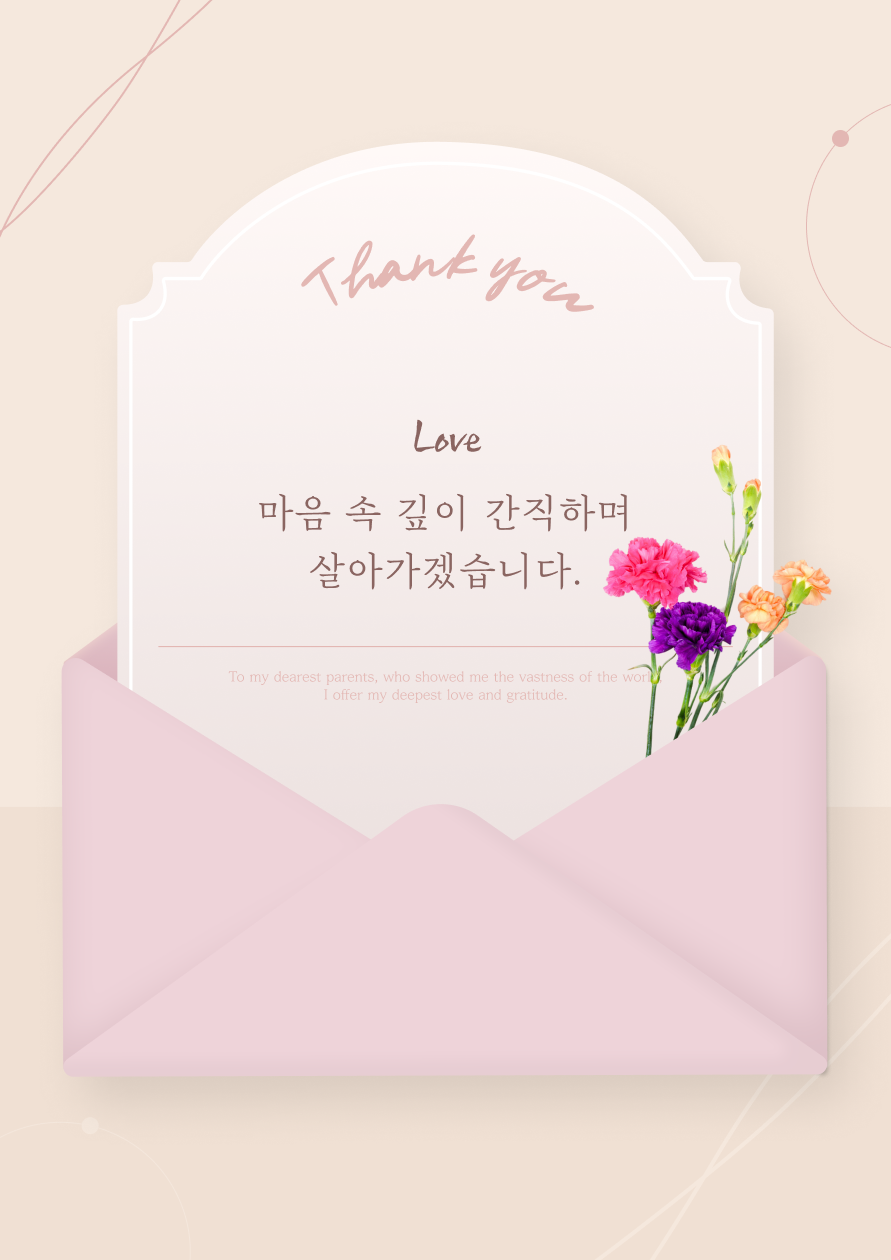 Thank you
Love
마음 속 깊이 간직하며
살아가겠습니다.
To my dearest parents, who showed me the vastness of the world
I offer my deepest love and gratitude.